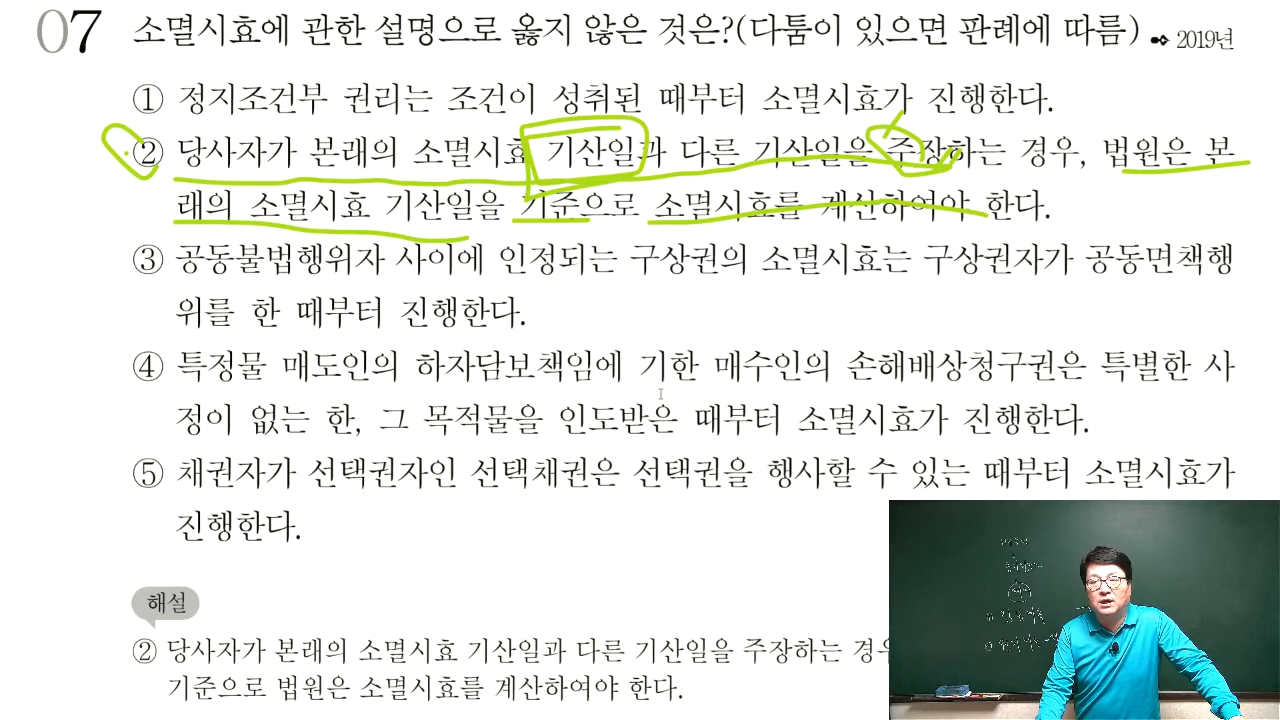 07 소멸시효에 관한 설명으로 옳지 않은 것은?(다툼이 있으면 판례에 따름) 2019년
① 정지조건부 권리는 조건이 성취된 때부터 소멸시효가 진행한다.
② 당사자가 본래의 소멸시효 기산일과 다른 기산일을 주장하는 경우, 법원은 본
래의 소멸시효 기산일을 기준으로 소멸시효를 계산하여야 한다.
③ 공동불법행위자 사이에 인정되는 구상권의 소멸시효는 구상권자가 공동면책행
위를 한 때부터 진행한다.
④ 특정물 매도인의 하자담보책임에 기한 매수인의 손해배상청구권은 특별한 사
정이 없는 한, 그 목적물을 인도받은 때부터 소멸시효가 진행한다.
⑤ 채권자가 선택권자인 선택채권은 선택권을 행사할 수 있는 때부터 소멸시효가
진행한다.
해설
② 당사자가 본래의 소멸시효 기산일과 다른 기산일을 주장하는 경
기준으로 법원은 소멸시효를 계산하여야 한다.